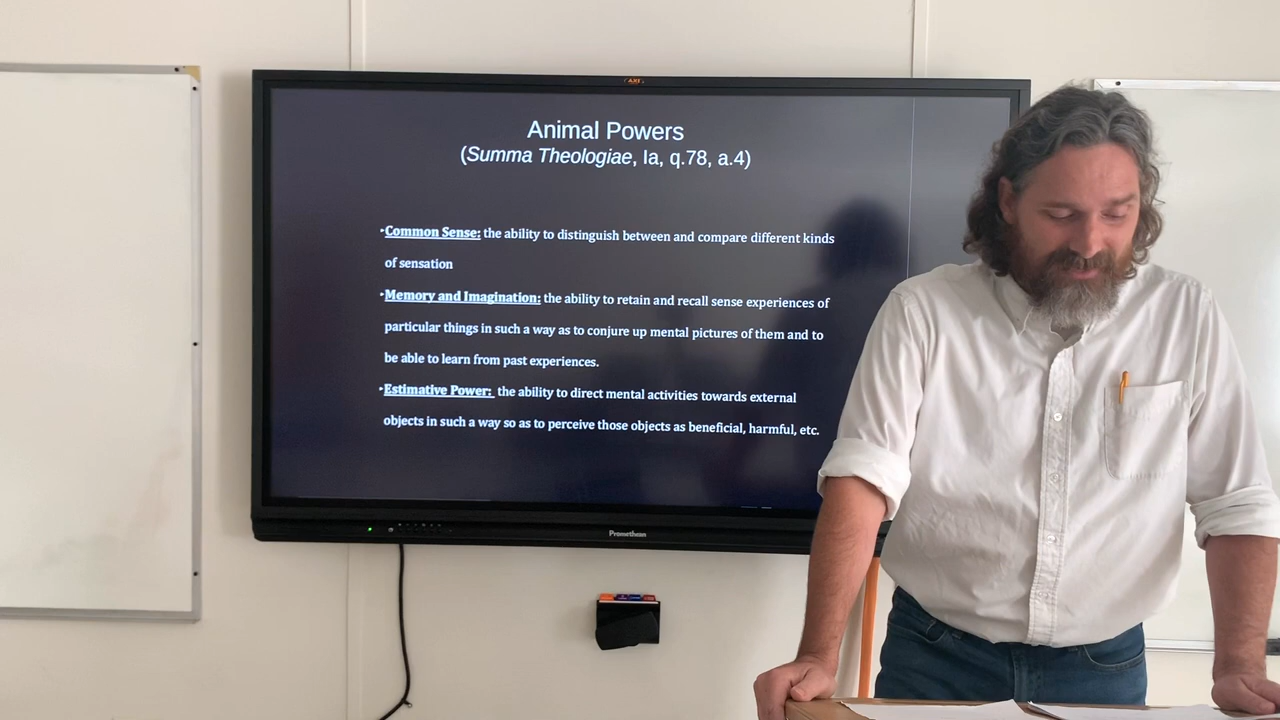 Animal Powers
(Summa Theologiae, Ia, q.78, a.4)
•Common Sense: the ability to distinguish between and compare different kinds
of sensation
•Memory and Imagination: the ability to retain and recall sense experiences of
particular things in such a way as to conjure up mental pictures of them and to
be able to learn from past experiences.
•Estimative Power: the ability to direct mental activities towards external
objects in such a way so as to perceive those objects as beneficial, harmful, etc.
Promethean